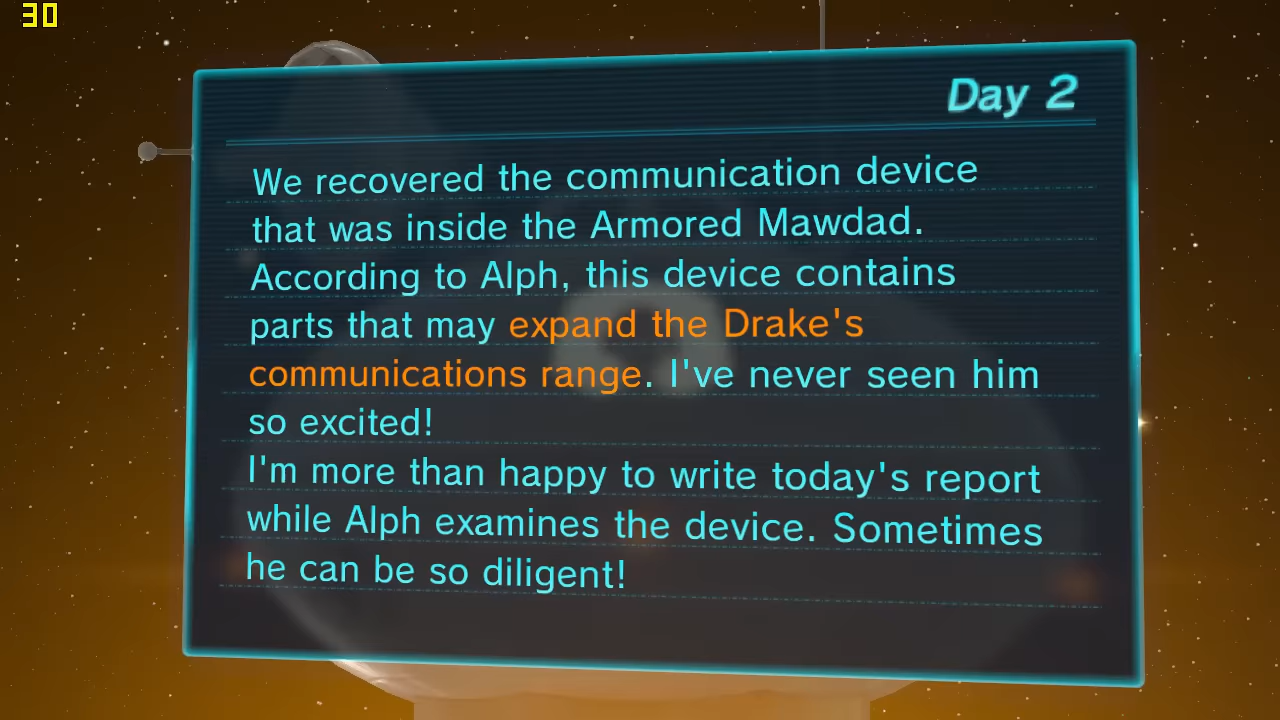 30
Day 2
We recovered the communication device
that was inside the Armored Mawdad.
According to Alph, this device contains
parts that may expand the Drake's
communications range. I've never seen him
so excited!
I'm more than happy to write today's report
while Alph examines the device. Sometimes
he can be so diligent!